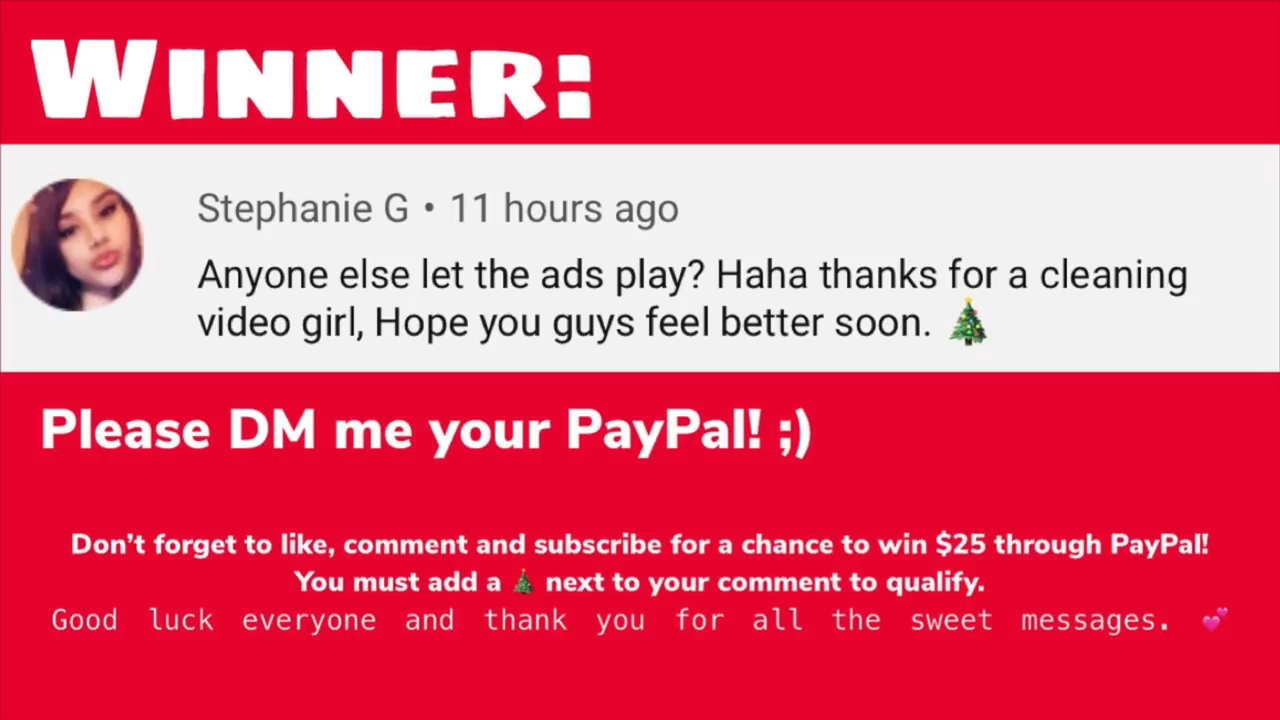 WINNER:
Stephanie G • 11 hours ago
Anyone else let the ads play? Haha thanks for a cleaning
video girl, Hope you guys feel better soon. 🎄
Please DM me your PayPal! ;)
Don’t forget to like, comment and subscribe for a chance to win $25 through PayPal!
You must add a 🎄 next to your comment to qualify.
Good luck everyone and thank you for all the sweet messages. 💕